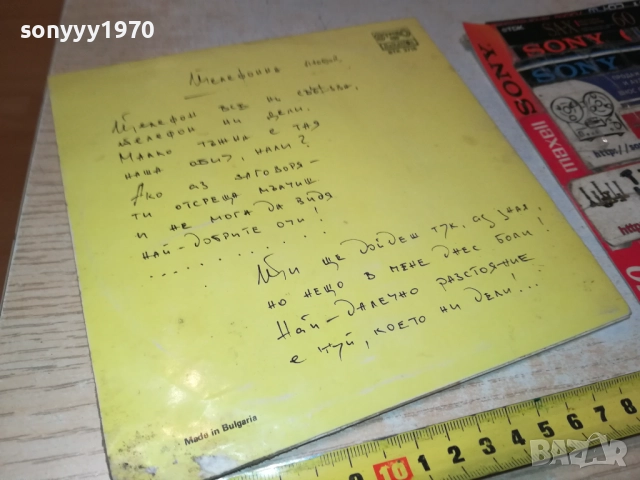 sonyyy1970
Телефонна любов
Телефон все ни свързва,
телефон ни дели.
Малко тъжна е тая
наша обич, нали?
Ако аз заговоря –
ти отсреща мълчиш
и не мога да видя
най-добрите очи!
..........
Ти ще дойдеш тук, аз зная,
но нещо в мене днес боли!
Най-далечно разстояние
е туй, което ни дели!...
Made in Bulgaria
TDK
SONY
SONY
SONY
maxell
http://
http
10 1 2 3 4 5 6 7 8
BAZAR